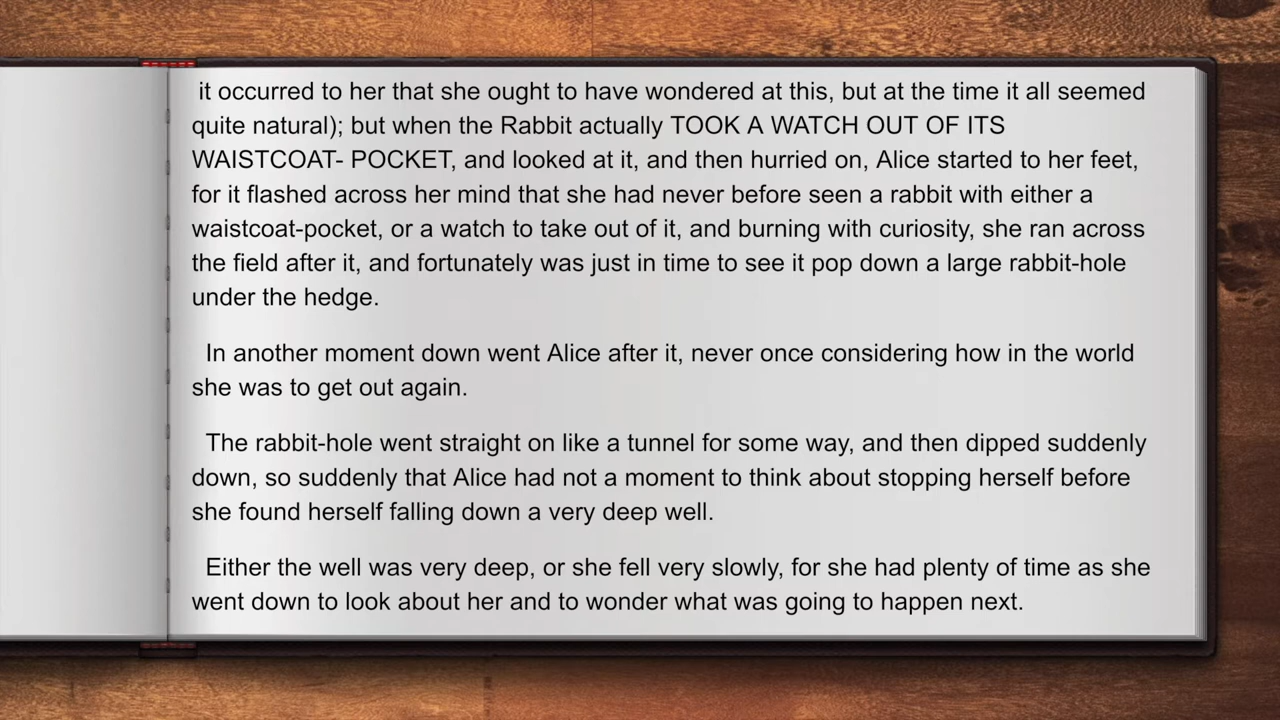 it occurred to her that she ought to have wondered at this, but at the time it all seemed
quite natural); but when the Rabbit actually TOOK A WATCH OUT OF ITS
WAISTCOAT- POCKET, and looked at it, and then hurried on, Alice started to her feet,
for it flashed across her mind that she had never before seen a rabbit with either a
waistcoat-pocket, or a watch to take out of it, and burning with curiosity, she ran across
the field after it, and fortunately was just in time to see it pop down a large rabbit-hole
under the hedge.
In another moment down went Alice after it, never once considering how in the world
she was to get out again.
The rabbit-hole went straight on like a tunnel for some way, and then dipped suddenly
down, so suddenly that Alice had not a moment to think about stopping herself before
she found herself falling down a very deep well.
Either the well was very deep, or she fell very slowly, for she had plenty of time as she
went down to look about her and to wonder what was going to happen next.